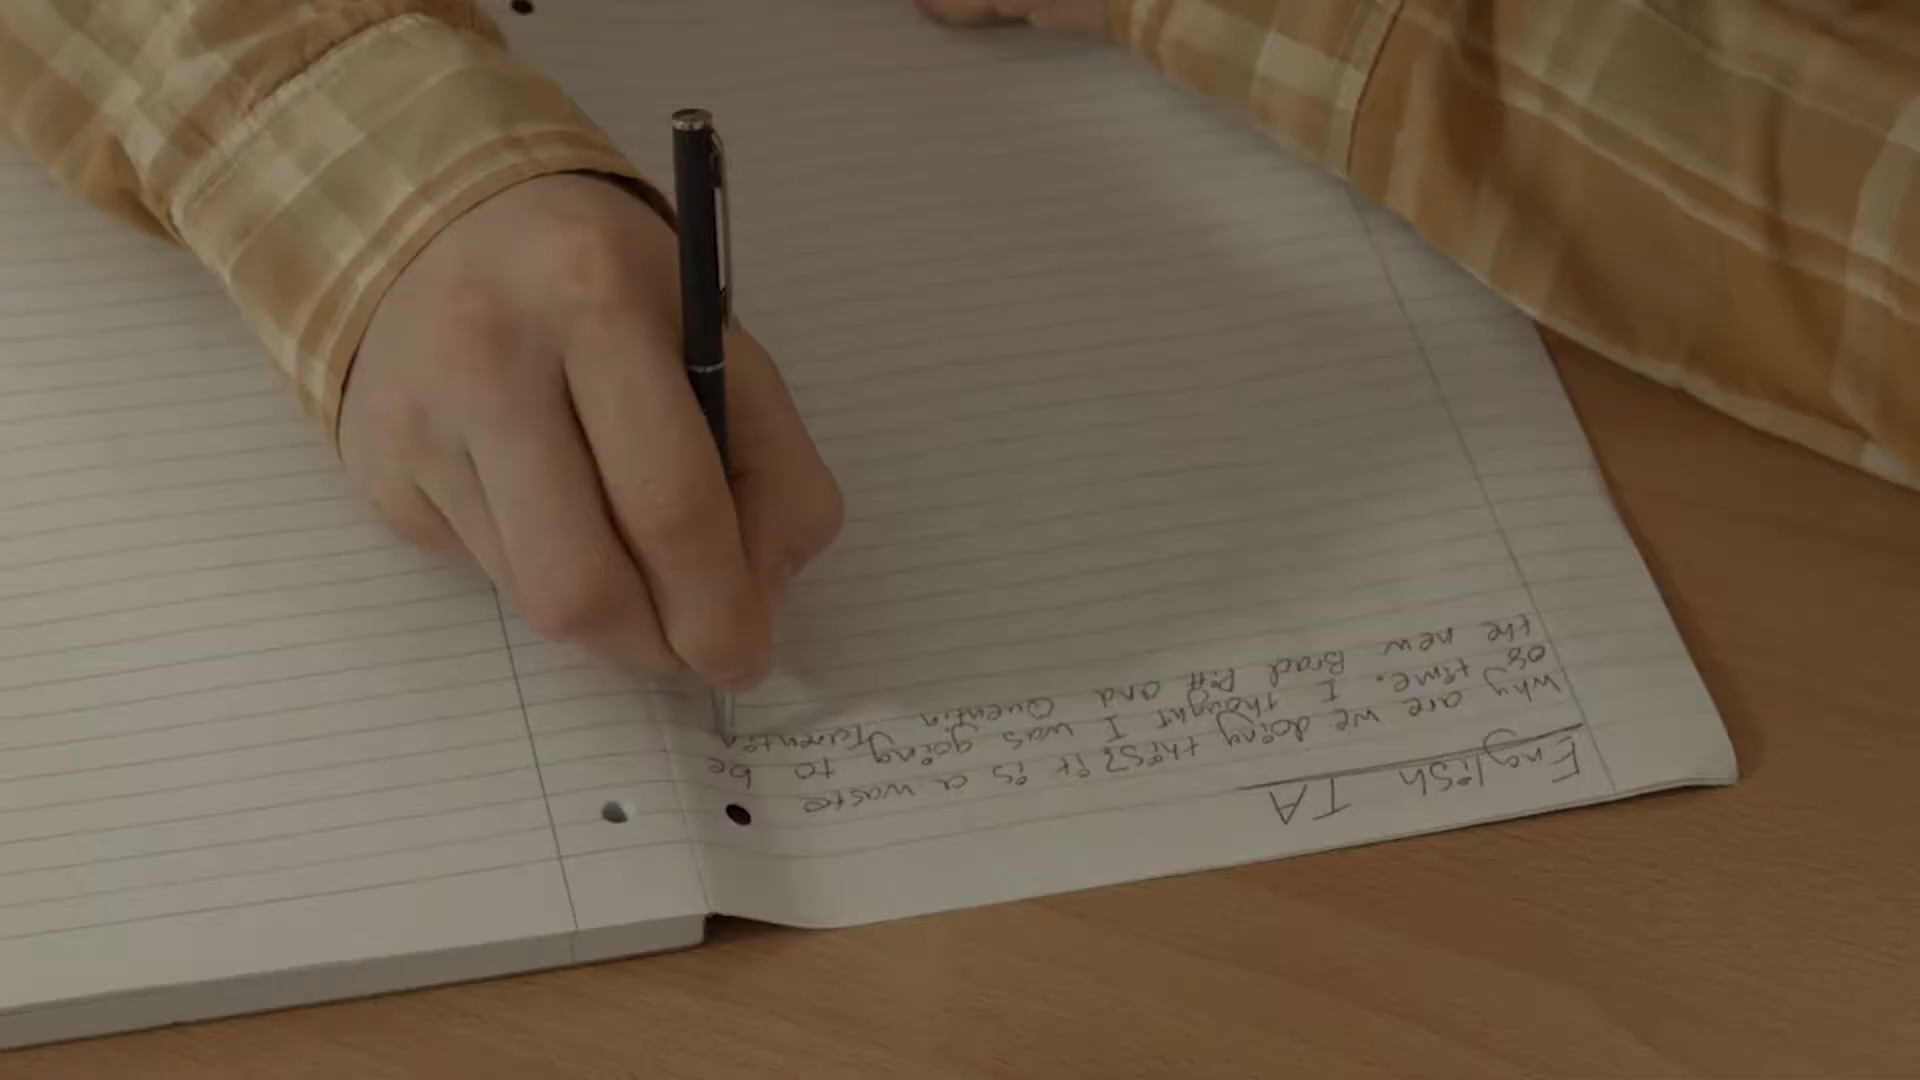 English IA
why are we doing this? it is a waste
of time. I thought I was going to be
the new Brad Pitt and Quentin Tarantin